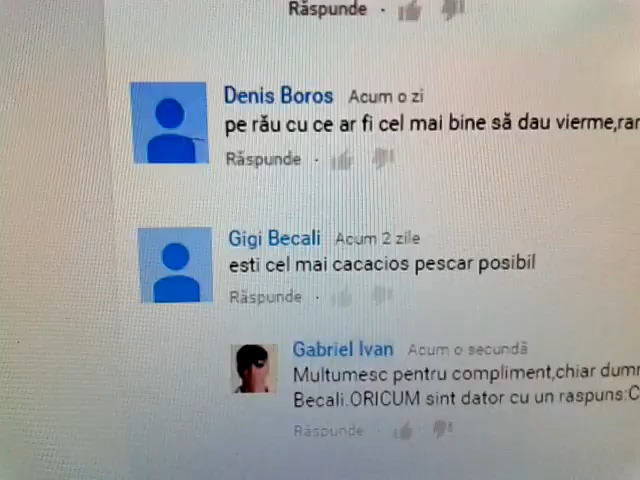 Răspunde ·
Denis Boros Acum o zi
pe rău cu ce ar fi cel mai bine să dau vierme,
Răspunde ·
Gigi Becali Acum 2 zile
esti cel mai cacacios pescar posibil
Răspunde ·
Gabriel Ivan Acum o secundă
Multumesc pentru compliment,chiar
Becali.ORICUM sint dator cu un raspuns:
Răspunde ·